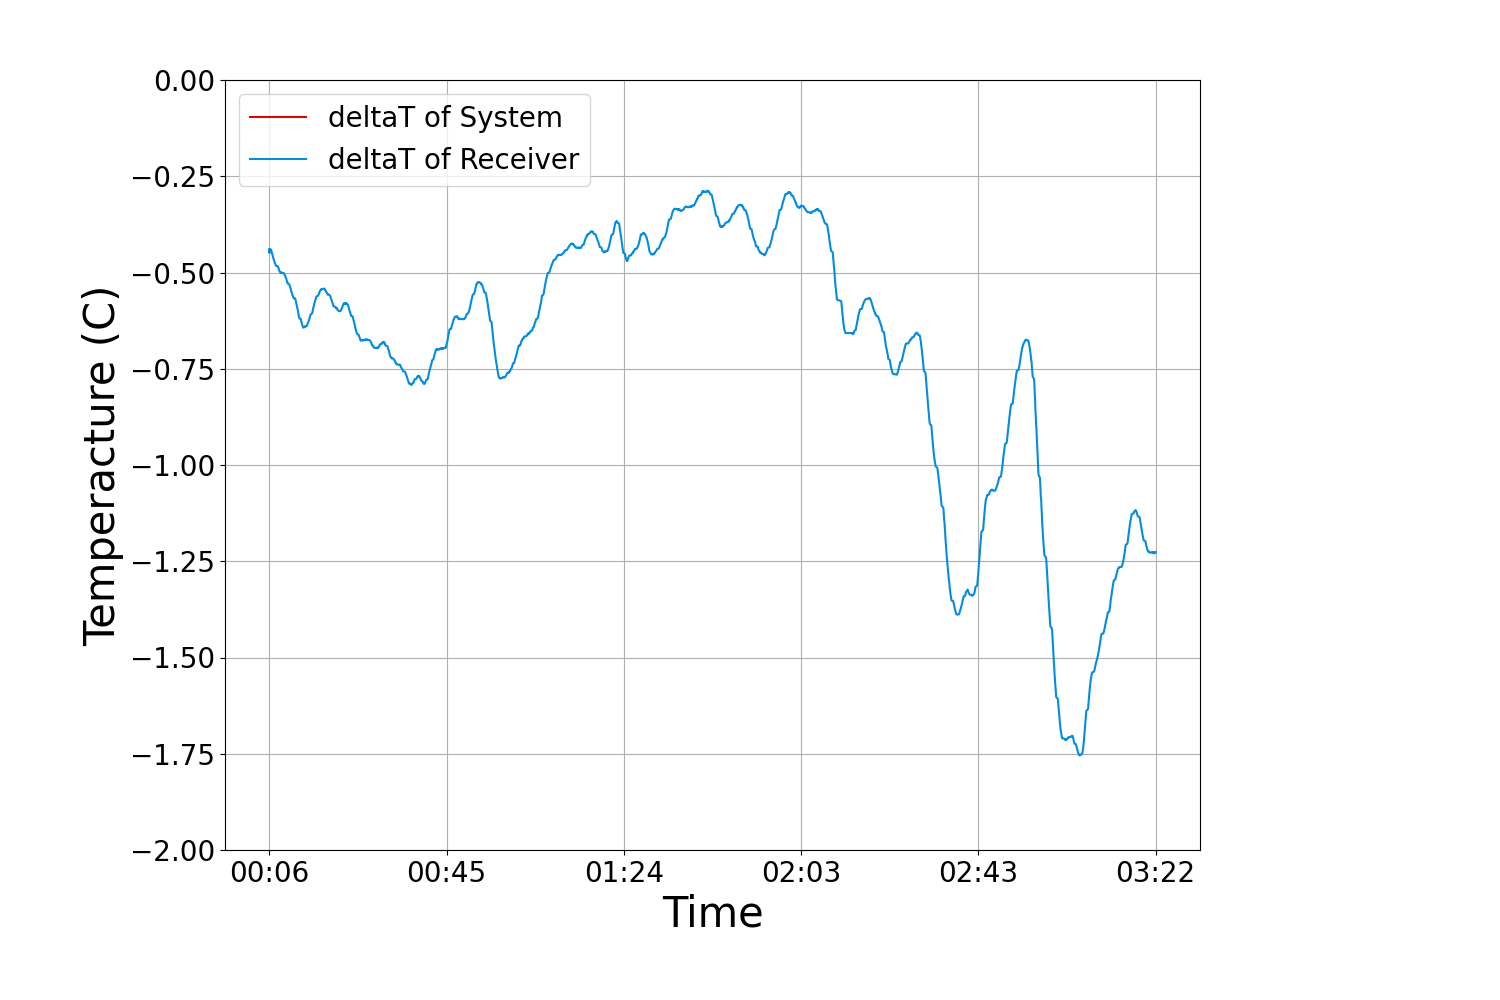 0.00
−0.25
−0.50
−0.75
−1.00
−1.25
−1.50
−1.75
−2.00
Temperacture (C)
deltaT of System
deltaT of Receiver
00:06 00:45 01:24 02:03 02:43 03:22
Time